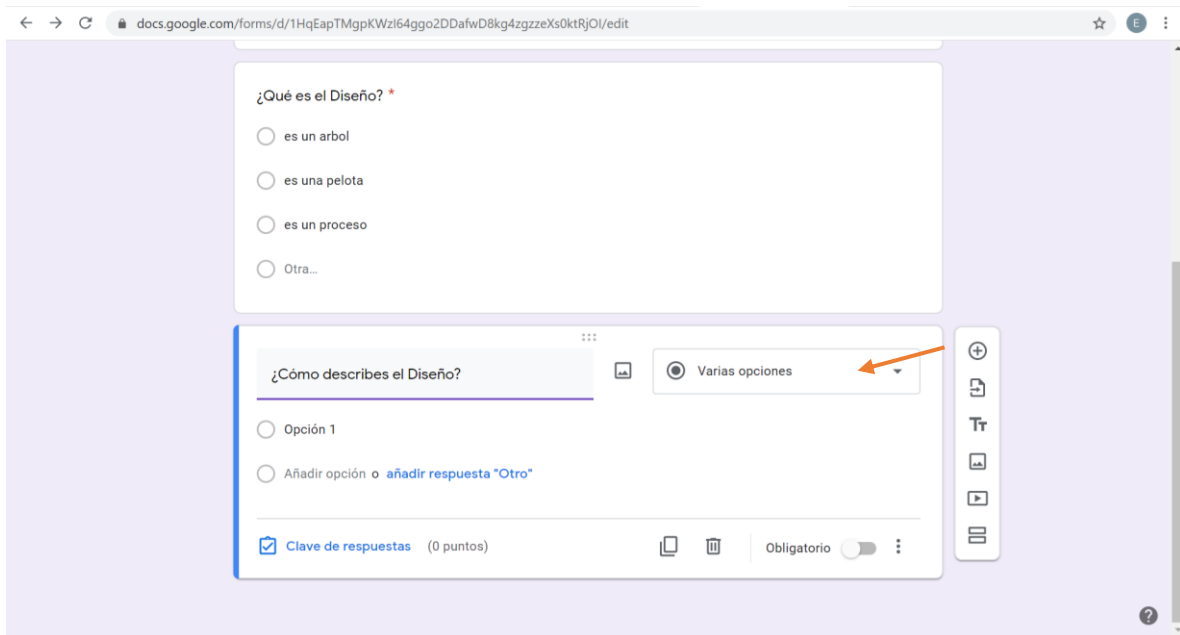 docs.google.com/forms/d/1HqEapTMgpKWzI64ggo2DDafwD8kg4zgzzeXs0ktRjOI/edit
E
¿Qué es el Diseño? *
es un arbol
es una pelota
es un proceso
Otra...
¿Cómo describes el Diseño?
Varias opciones
Opción 1
Añadir opción o añadir respuesta "Otro"
Clave de respuestas (0 puntos)
Obligatorio